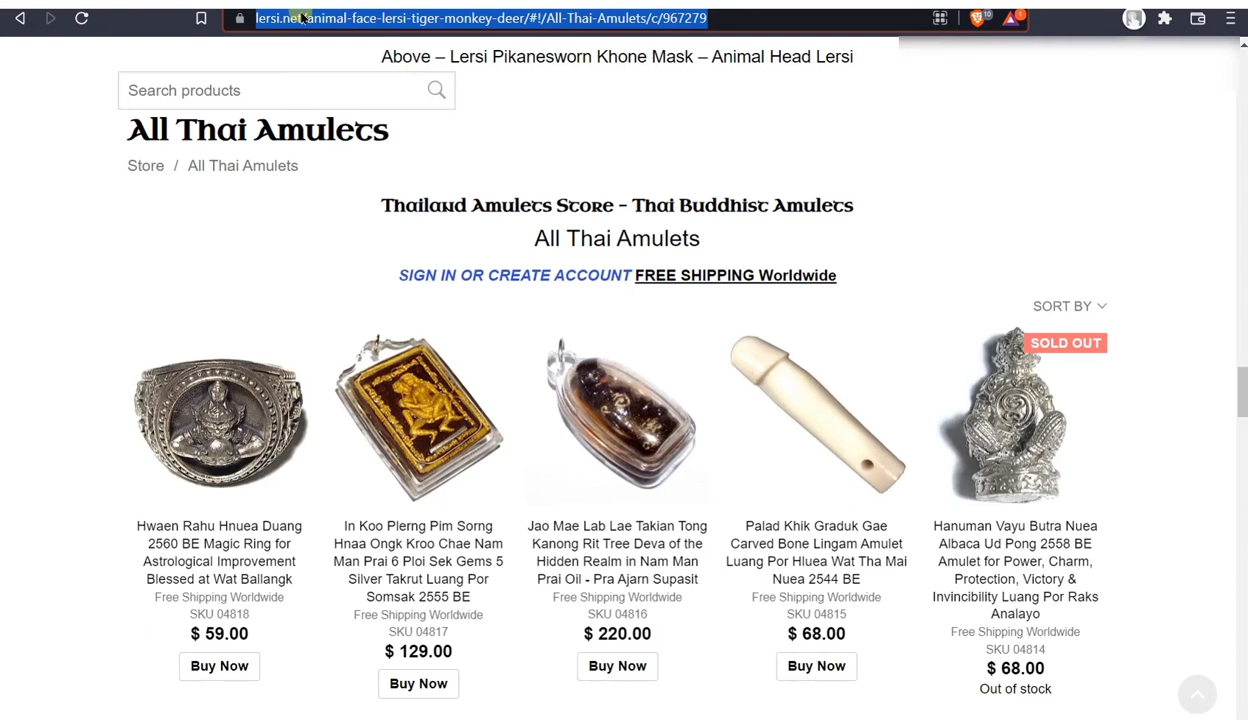 lersi.net/animal-face-lersi-tiger-monkey-deer/#!/All-Thai-Amulets/c/967279
10
1
Above – Lersi Pikanesworn Khone Mask – Animal Head Lersi
Search products
All Thai Amulets
Store / All Thai Amulets
Thailand Amulets Store – Thai Buddhist Amulets
All Thai Amulets
SIGN IN OR CREATE ACCOUNT FREE SHIPPING Worldwide
SORT BY
SOLD OUT
Hwaen Rahu Hnuea Duang
2560 BE Magic Ring for
Astrological Improvement
Blessed at Wat Ballangk
Free Shipping Worldwide
SKU 04818
$ 59.00
Buy Now
In Koo Plerng Pim Sorng
Hnaa Ongk Kroo Chae Nam
Man Prai 6 Ploi Sek Gems 5
Silver Takrut Luang Por
Somsak 2555 BE
Free Shipping Worldwide
SKU 04817
$ 129.00
Buy Now
Jao Mae Lab Lae Takian Tong
Kanong Rit Tree Deva of the
Hidden Realm in Nam Man
Prai Oil - Pra Ajarn Supasit
Free Shipping Worldwide
SKU 04816
$ 220.00
Buy Now
Palad Khik Graduk Gae
Carved Bone Lingam Amulet
Luang Por Hluea Wat Tha Mai
Nuea 2544 BE
Free Shipping Worldwide
SKU 04815
$ 68.00
Buy Now
Hanuman Vayu Butra Nuea
Albaca Ud Pong 2558 BE
Amulet for Power, Charm,
Protection, Victory &
Invincibility Luang Por Raks
Analayo
Free Shipping Worldwide
SKU 04814
$ 68.00
Out of stock